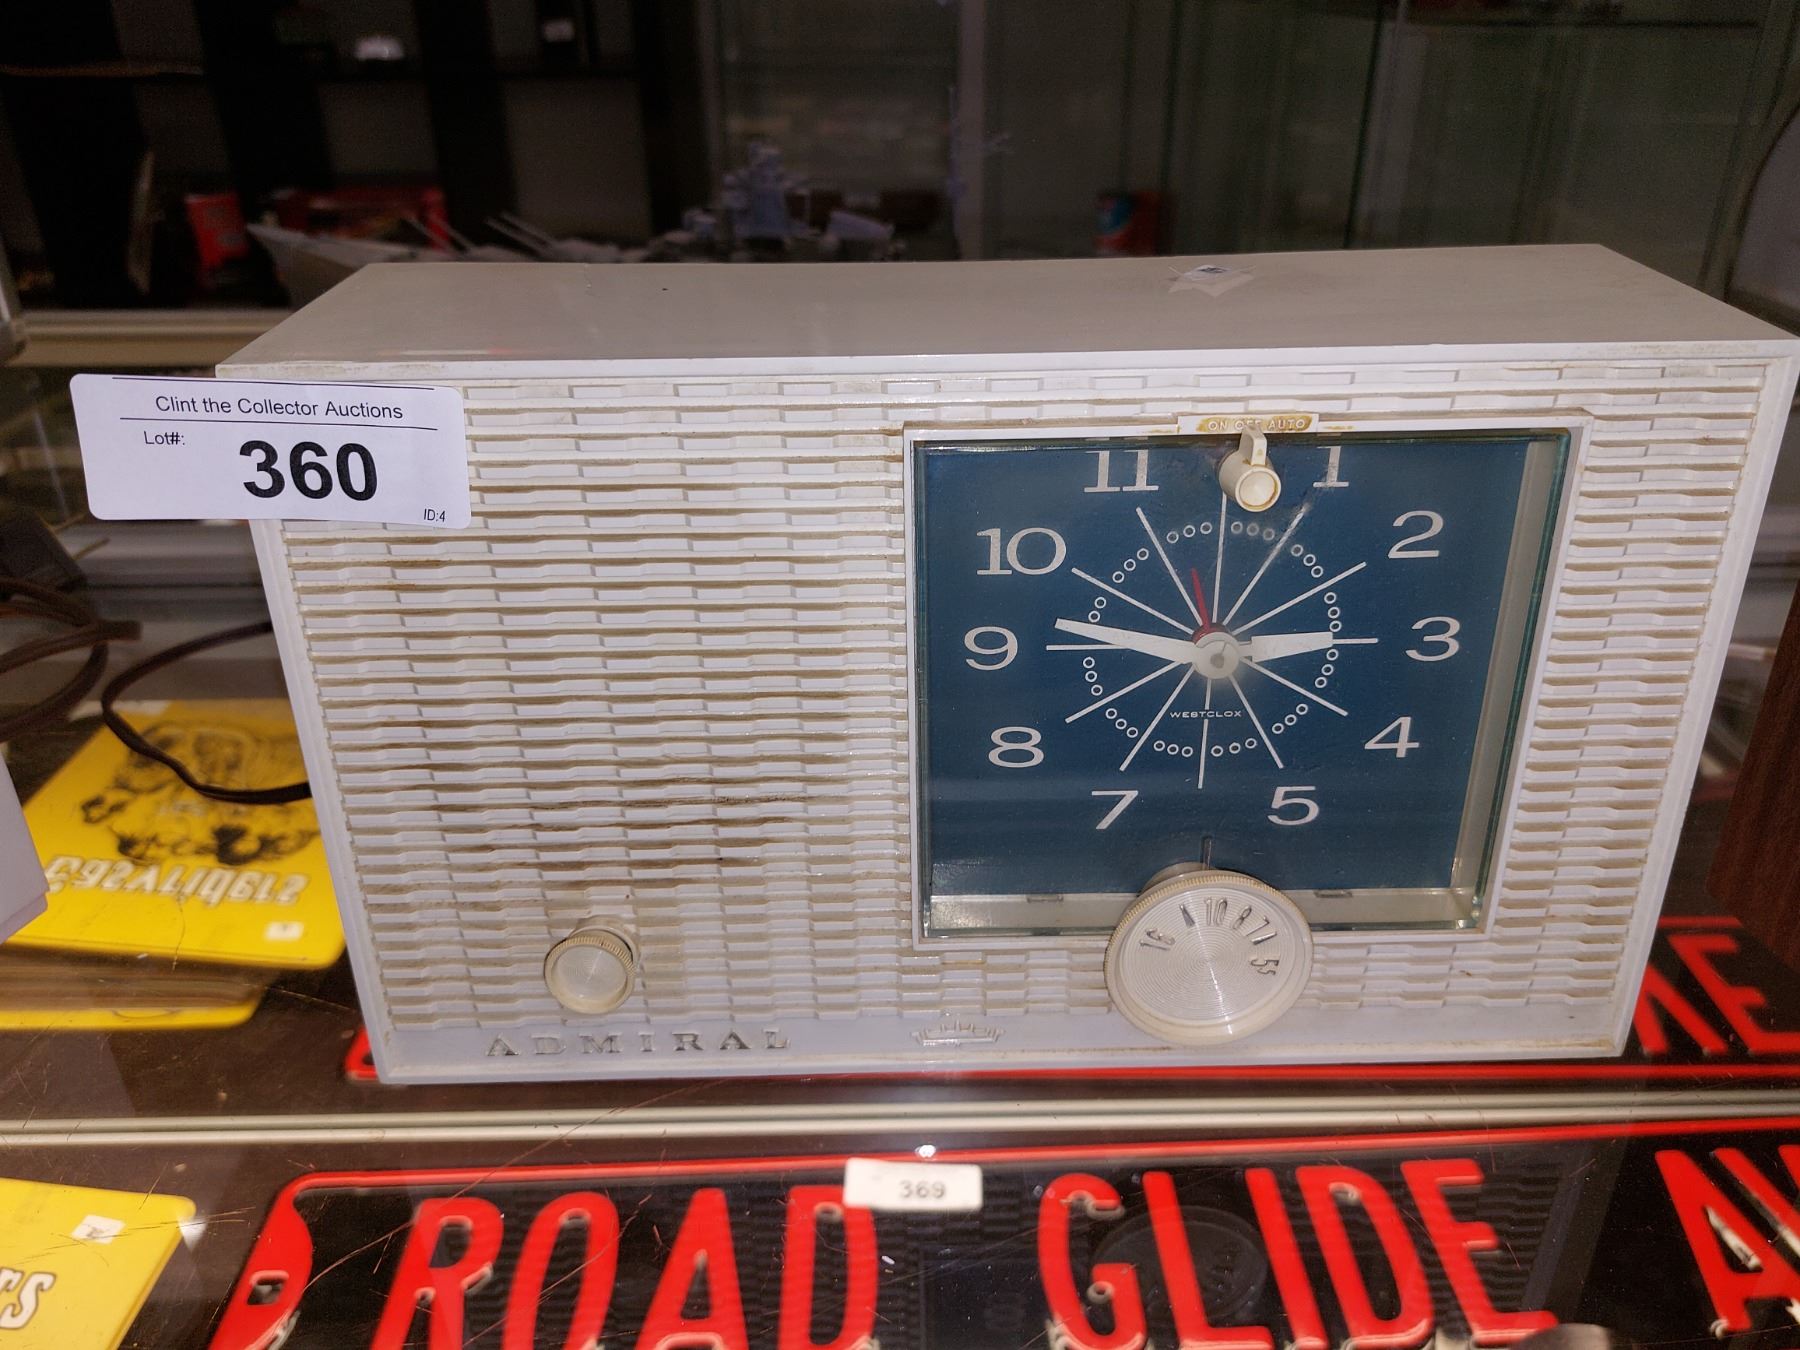 Clint the Collector Auctions
Lot#:
360
ID:4
ON OFF AUTO
11 1
10 2
9 3
WESTCLOX
8 4
7 5
16 10 8 7 55
ADMIRAL
Easyriders
369
ROAD GLIDE